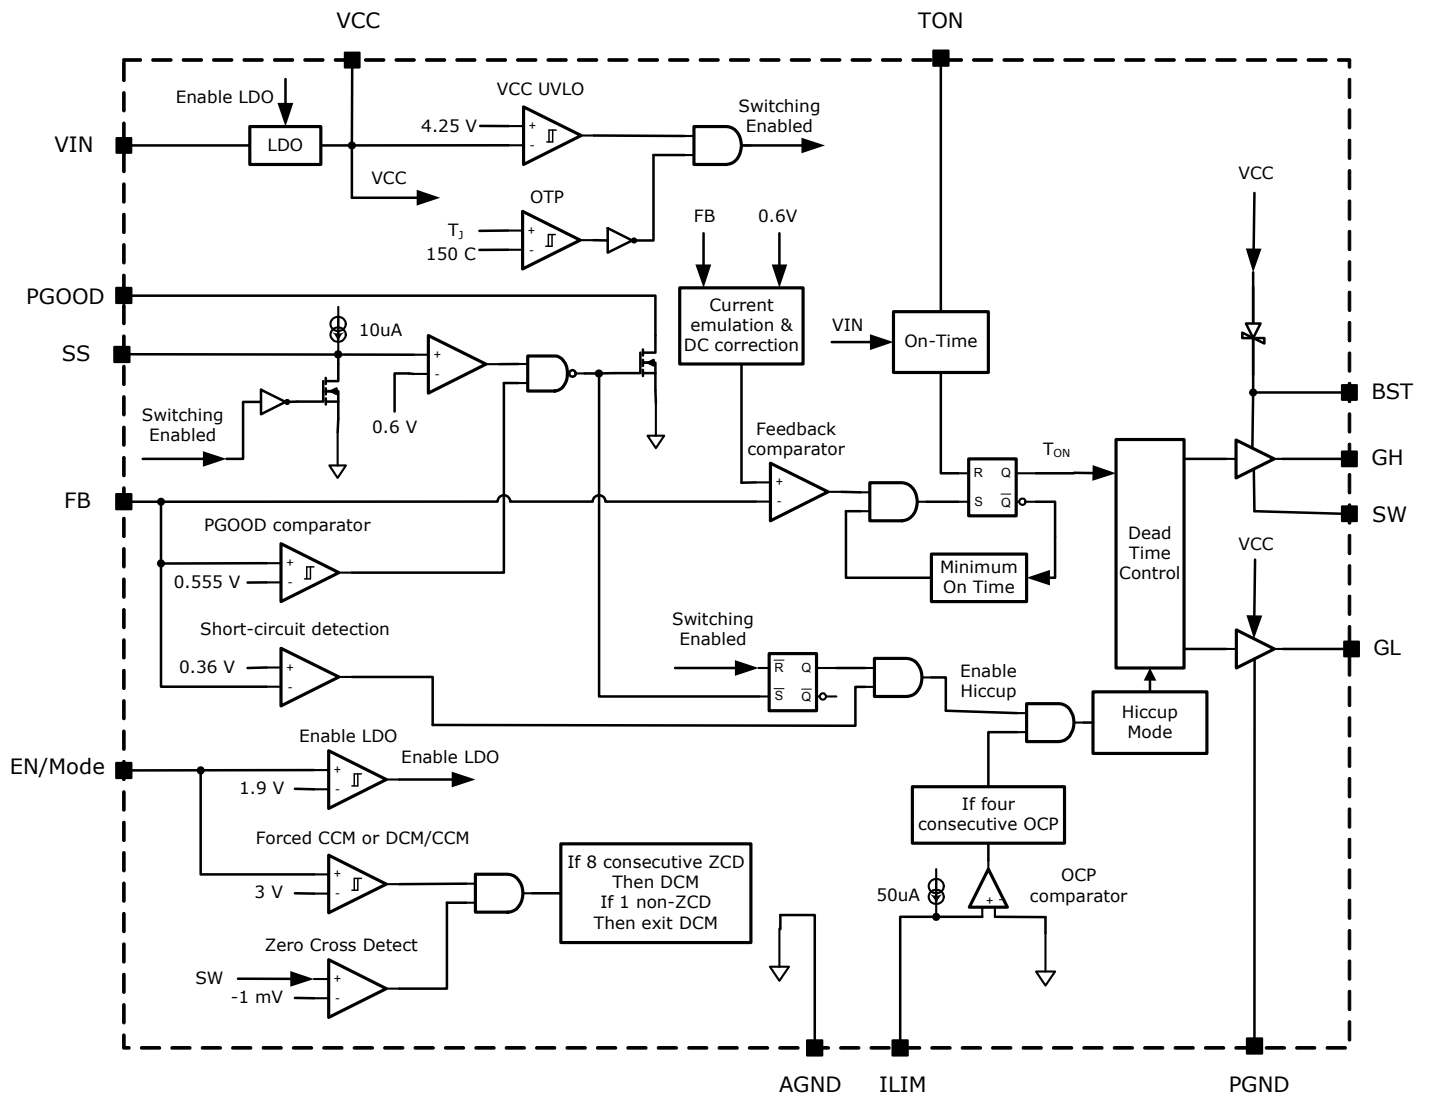 VCC
TON
Enable LDO
VCC UVLO
Switching
Enabled
4.25 V
+
-
VIN
LDO
VCC
VCC
OTP
TJ
150 C
+
-
FB
0.6V
PGOOD
Current
emulation &
DC correction
10uA
VIN
On-Time
SS
+
-
BST
Switching
Enabled
0.6 V
Feedback
comparator
TON
GH
+
-
R Q
S Q
FB
SW
PGOOD comparator
Dead
Time
Control
VCC
+
-
0.555 V
Minimum
On Time
Switching
Enabled
Short-circuit detection
GL
0.36 V
+
-
R Q
S Q
Enable
Hiccup
Hiccup
Mode
Enable LDO
Enable LDO
EN/Mode
+
-
1.9 V
If four
consecutive OCP
Forced CCM or DCM/CCM
If 8 consecutive ZCD
Then DCM
If 1 non-ZCD
Then exit DCM
+
-
3 V
50uA
+ -
OCP
comparator
Zero Cross Detect
SW
-1 mV
+
-
AGND
ILIM
PGND